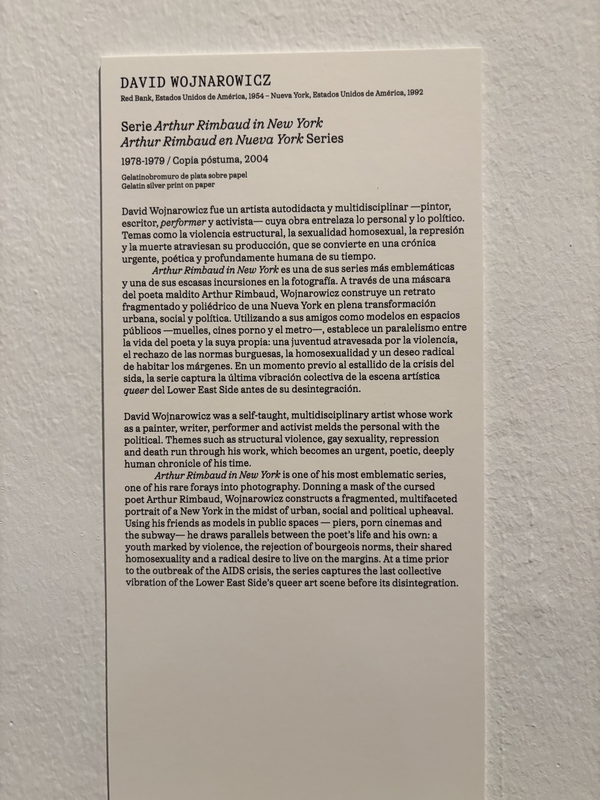 DAVID WOJNAROWICZ
Red Bank, Estados Unidos de América, 1954 – Nueva York, Estados Unidos de América, 1992
Serie Arthur Rimbaud in New York
Arthur Rimbaud en Nueva York Series
1978-1979 / Copia póstuma, 2004
Gelatinobromuro de plata sobre papel
Gelatin silver print on paper
David Wojnarowicz fue un artista autodidacta y multidisciplinar —pintor,
escritor, performer y activista— cuya obra entrelaza lo personal y lo político.
Temas como la violencia estructural, la sexualidad homosexual, la represión
y la muerte atraviesan su producción, que se convierte en una crónica
urgente, poética y profundamente humana de su tiempo.
Arthur Rimbaud in New York es una de sus series más emblemáticas
y una de sus escasas incursiones en la fotografía. A través de una máscara
del poeta maldito Arthur Rimbaud, Wojnarowicz construye un retrato
fragmentado y poliédrico de una Nueva York en plena transformación
urbana, social y política. Utilizando a sus amigos como modelos en espacios
públicos —muelles, cines porno y el metro—, establece un paralelismo entre
la vida del poeta y la suya propia: una juventud atravesada por la violencia,
el rechazo de las normas burguesas, la homosexualidad y un deseo radical
de habitar los márgenes. En un momento previo al estallido de la crisis del
sida, la serie captura la última vibración colectiva de la escena artística
queer del Lower East Side antes de su desintegración.
David Wojnarowicz was a self-taught, multidisciplinary artist whose work
as a painter, writer, performer and activist melds the personal with the
political. Themes such as structural violence, gay sexuality, repression
and death run through his work, which becomes an urgent, poetic, deeply
human chronicle of his time.
Arthur Rimbaud in New York is one of his most emblematic series,
one of his rare forays into photography. Donning a mask of the cursed
poet Arthur Rimbaud, Wojnarowicz constructs a fragmented, multifaceted
portrait of a New York in the midst of urban, social and political upheaval.
Using his friends as models in public spaces — piers, porn cinemas and
the subway— he draws parallels between the poet's life and his own: a
youth marked by violence, the rejection of bourgeois norms, their shared
homosexuality and a radical desire to live on the margins. At a time prior
to the outbreak of the AIDS crisis, the series captures the last collective
vibration of the Lower East Side's queer art scene before its disintegration.